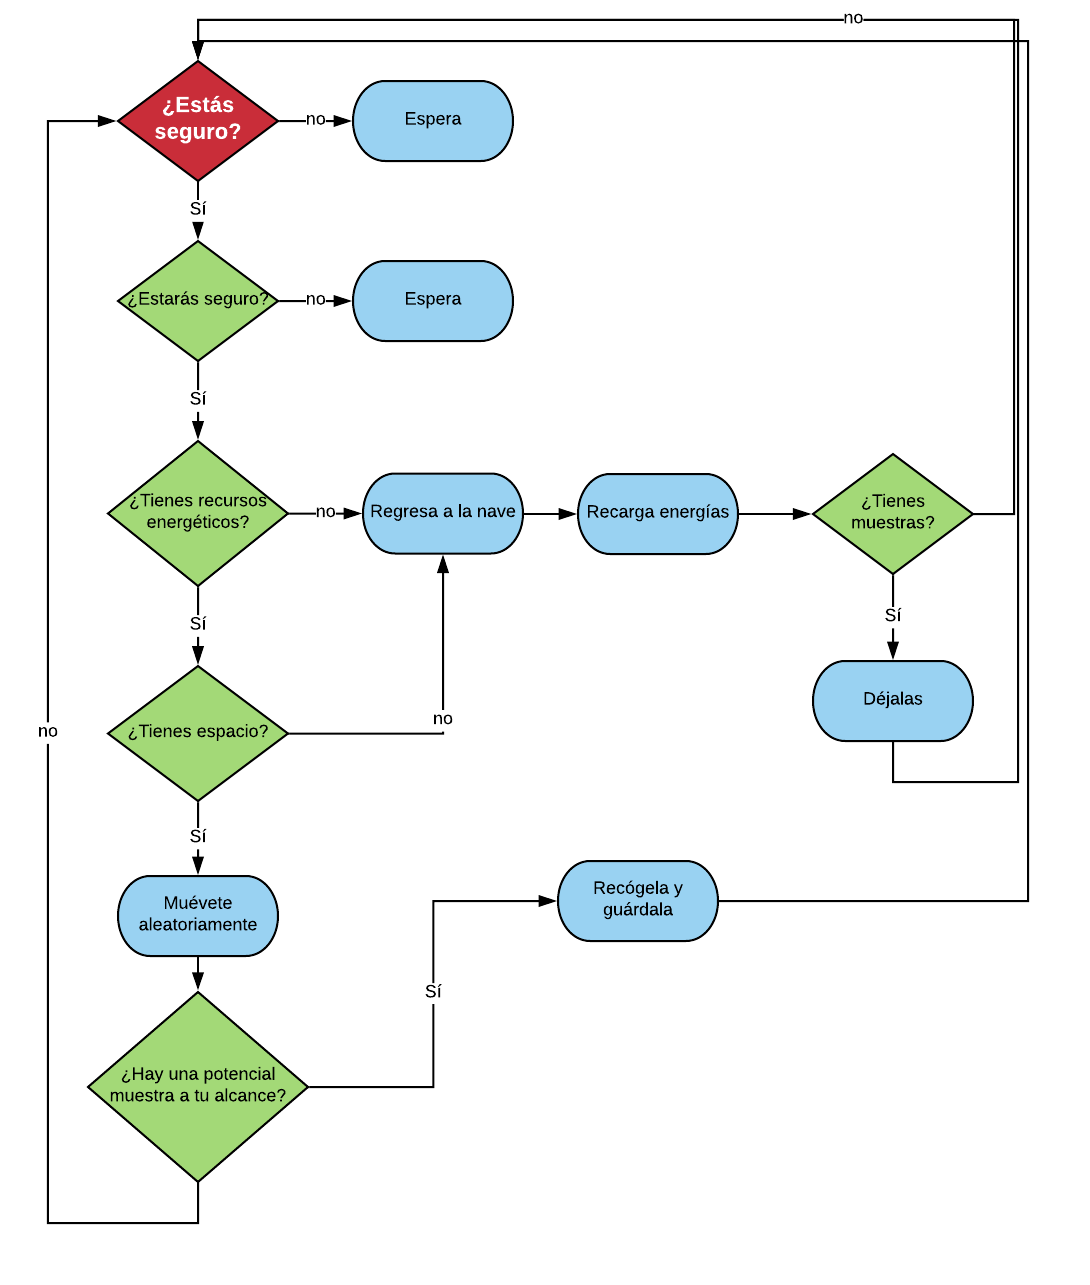 no
¿Estás
seguro?
no
Espera
Sí
¿Estarás seguro?
no
Espera
Sí
¿Tienes recursos
energéticos?
no
Regresa a la nave
Recarga energías
¿Tienes
muestras?
Sí
Sí
Déjalas
¿Tienes espacio?
no
no
Sí
Muévete
aleatoriamente
Recógela y
guárdala
Sí
¿Hay una potencial
muestra a tu alcance?